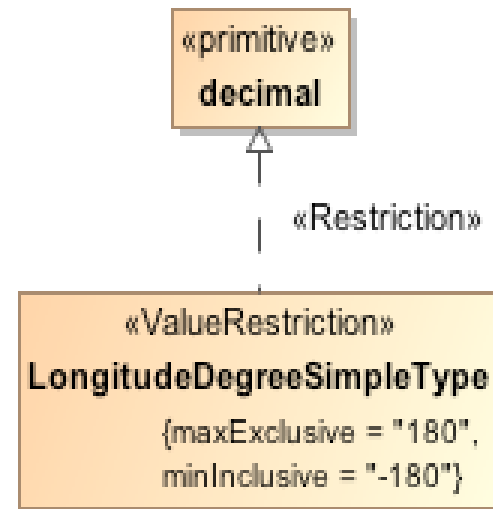 «primitive»
decimal
«Restriction»
«ValueRestriction»
LongitudeDegreeSimpleType
{maxExclusive = "180",
minInclusive = "-180"}